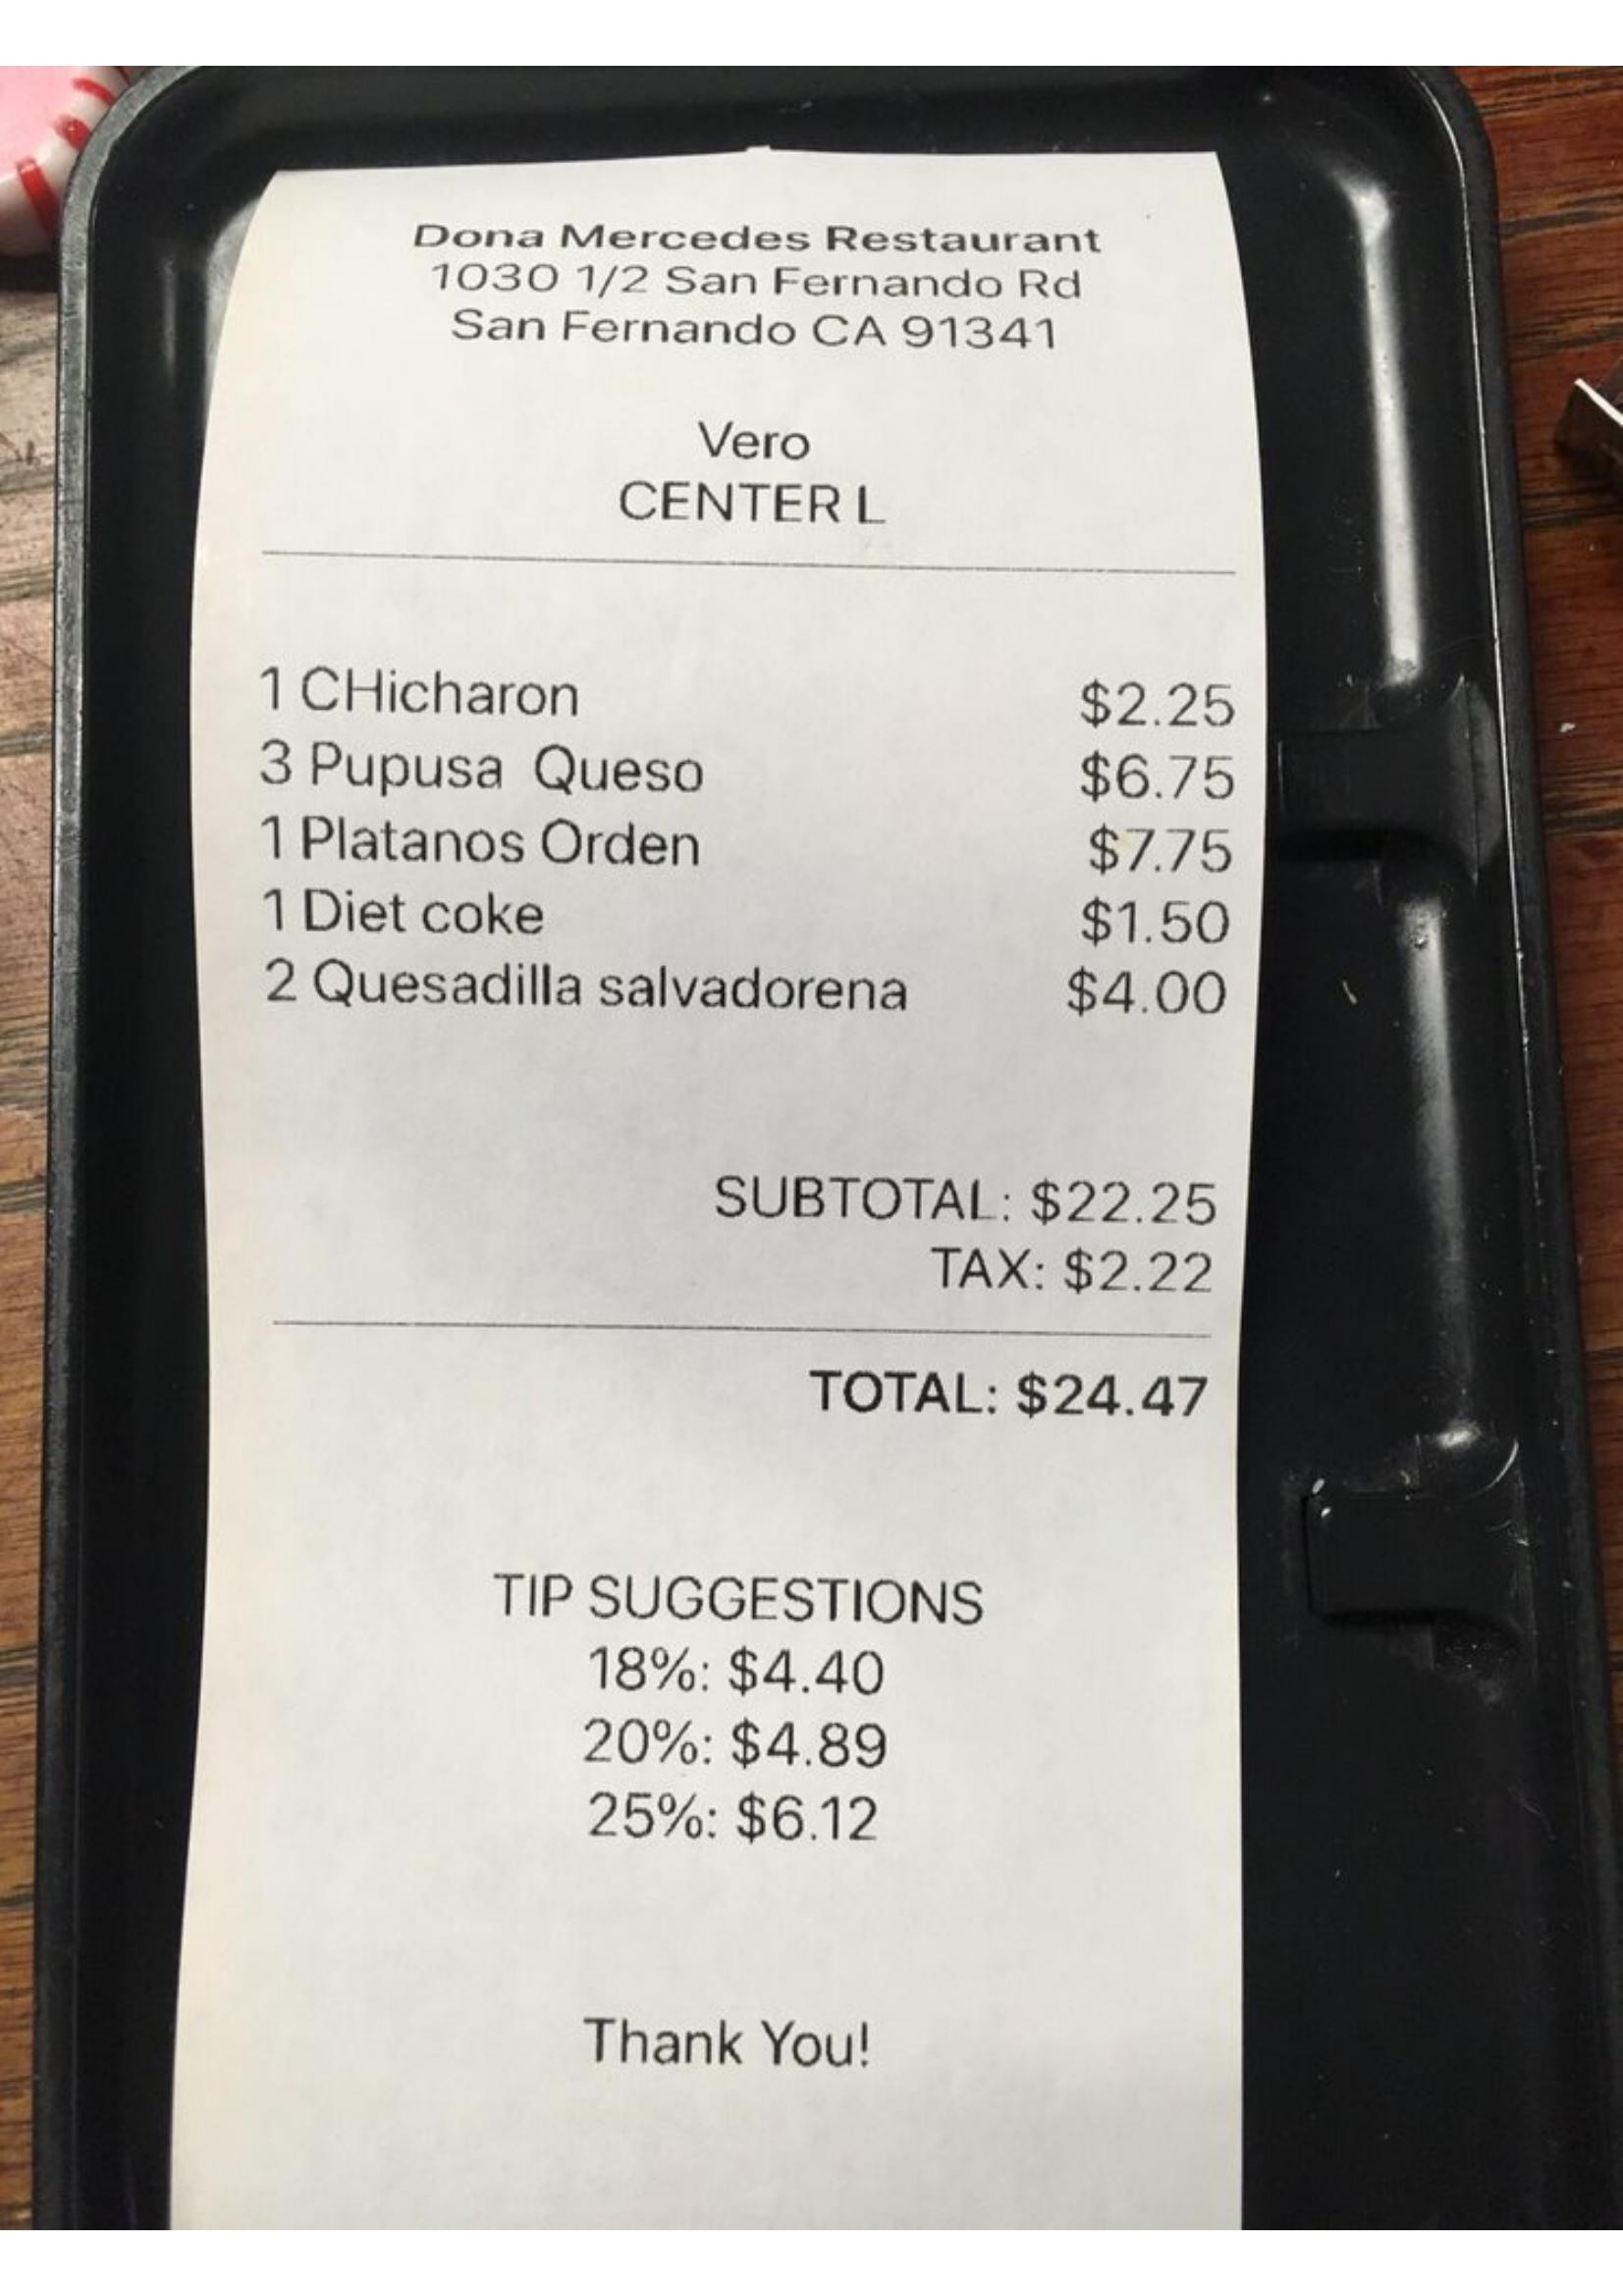 Dona Mercedes Restaurant
1030 1/2 San Fernando Rd
San Fernando CA 91341
Vero
CENTER L
1 CHicharon $2.25
3 Pupusa Queso $6.75
1 Platanos Orden $7.75
1 Diet coke $1.50
2 Quesadilla salvadorena $4.00
SUBTOTAL: $22.25
TAX: $2.22
TOTAL: $24.47
TIP SUGGESTIONS
18%: $4.40
20%: $4.89
25%: $6.12
Thank You!